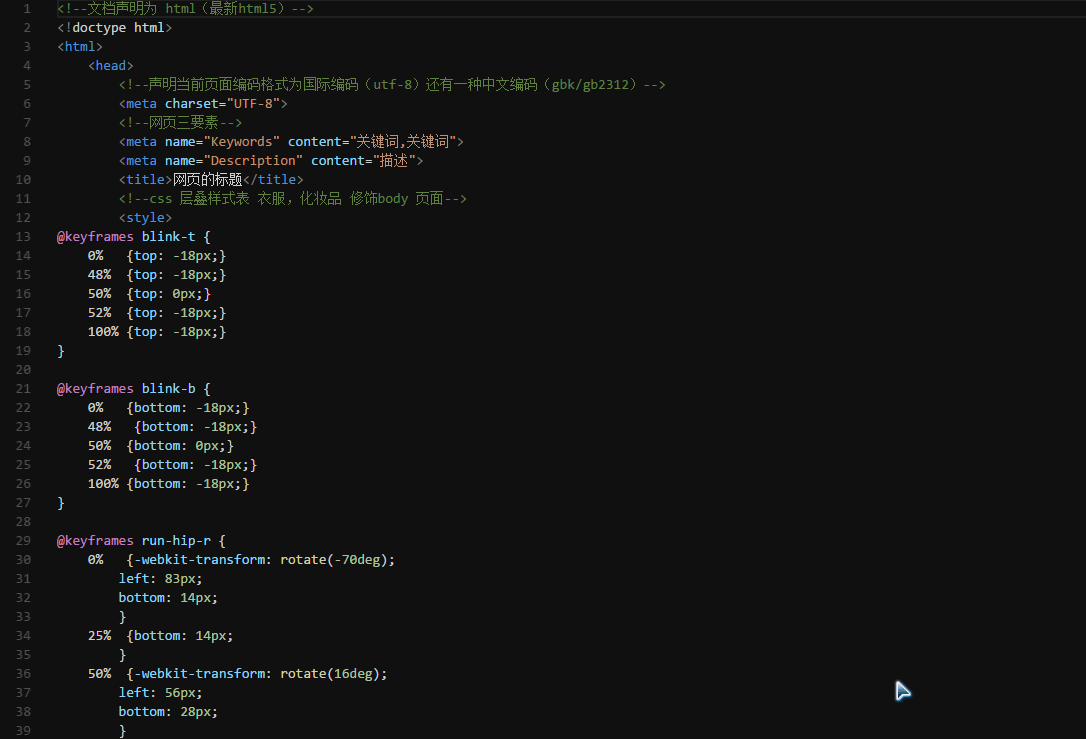 1 <!--文档声明为 html（最新html5）-->
2 <!doctype html>
3 <html>
4 <head>
5 <!--声明当前页面编码格式为国际编码（utf-8）还有一种中文编码（gbk/gb2312）-->
6 <meta charset="UTF-8">
7 <!--网页三要素-->
8 <meta name="Keywords" content="关键词,关键词">
9 <meta name="Description" content="描述">
10 <title>网页的标题</title>
11 <!--css 层叠样式表 衣服，化妆品 修饰body 页面-->
12 <style>
13 @keyframes blink-t {
14 0% {top: -18px;}
15 48% {top: -18px;}
16 50% {top: 0px;}
17 52% {top: -18px;}
18 100% {top: -18px;}
19 }
20
21 @keyframes blink-b {
22 0% {bottom: -18px;}
23 48% {bottom: -18px;}
24 50% {bottom: 0px;}
25 52% {bottom: -18px;}
26 100% {bottom: -18px;}
27 }
28
29 @keyframes run-hip-r {
30 0% {-webkit-transform: rotate(-70deg);
31 left: 83px;
32 bottom: 14px;
33 }
34 25% {bottom: 14px;
35 }
36 50% {-webkit-transform: rotate(16deg);
37 left: 56px;
38 bottom: 28px;
39 }